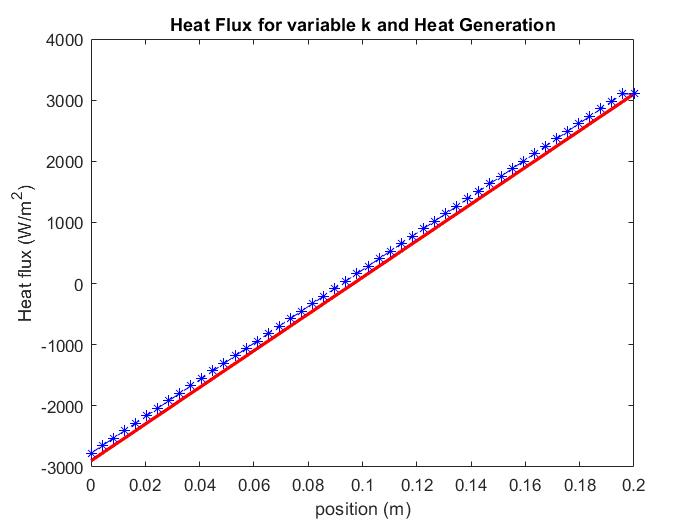 Heat Flux for variable k and Heat Generation
4000
3000
2000
1000
0
-1000
-2000
-3000
Heat flux (W/m²)
0 0.02 0.04 0.06 0.08 0.1 0.12 0.14 0.16 0.18 0.2
position (m)